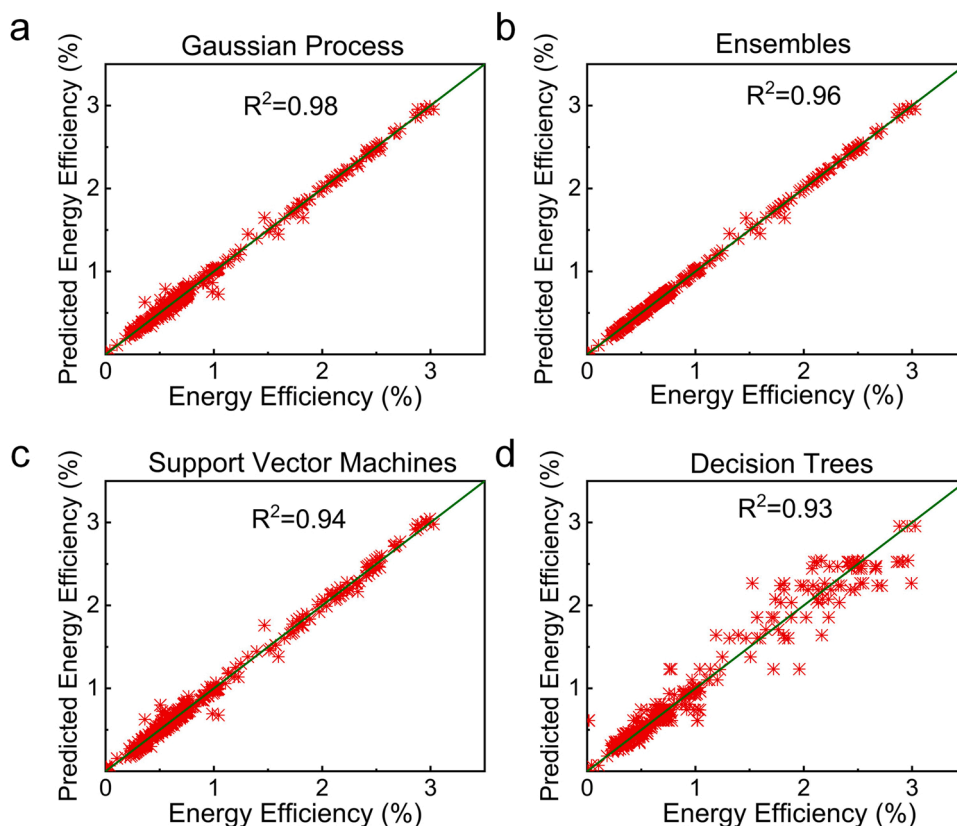 a
Gaussian Process
R²=0.98
Predicted Energy Efficiency (%)
3
2
1
0 1 2 3
Energy Efficiency (%)
b
Ensembles
R²=0.96
Predicted Energy Efficiency (%)
3
2
1
0 1 2 3
Energy Efficiency (%)
c
Support Vector Machines
R²=0.94
Predicted Energy Efficiency (%)
3
2
1
0 1 2 3
Energy Efficiency (%)
d
Decision Trees
R²=0.93
Predicted Energy Efficiency (%)
3
2
1
0 1 2 3
Energy Efficiency (%)